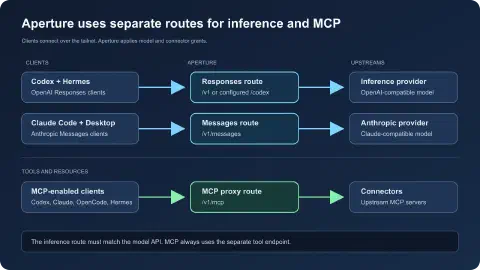 Aperture uses separate routes for inference and MCP
Clients connect over the tailnet. Aperture applies model and connector grants.
CLIENTS
APERTURE
UPSTREAMS
Codex + Hermes
OpenAI Responses clients
Responses route
/v1 or configured /codex
Inference provider
OpenAI-compatible model
Claude Code + Desktop
Anthropic Messages clients
Messages route
/v1/messages
Anthropic provider
Claude-compatible model
TOOLS AND RESOURCES
MCP-enabled clients
Codex, Claude, OpenCode, Hermes
MCP proxy route
/v1/mcp
Connectors
Upstream MCP servers
The inference route must match the model API. MCP always uses the separate tool endpoint.